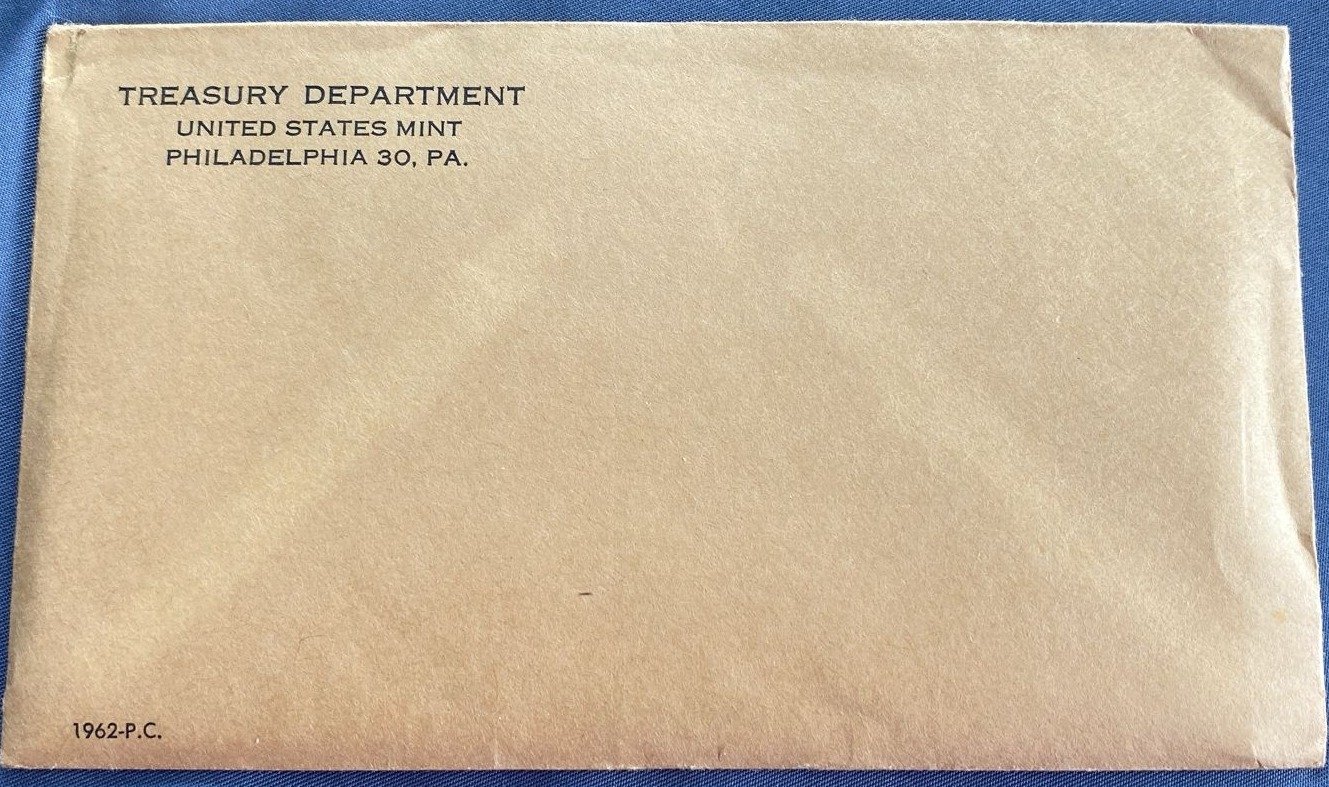 TREASURY DEPARTMENT
UNITED STATES MINT
PHILADELPHIA 30, PA.
1962-P.C.